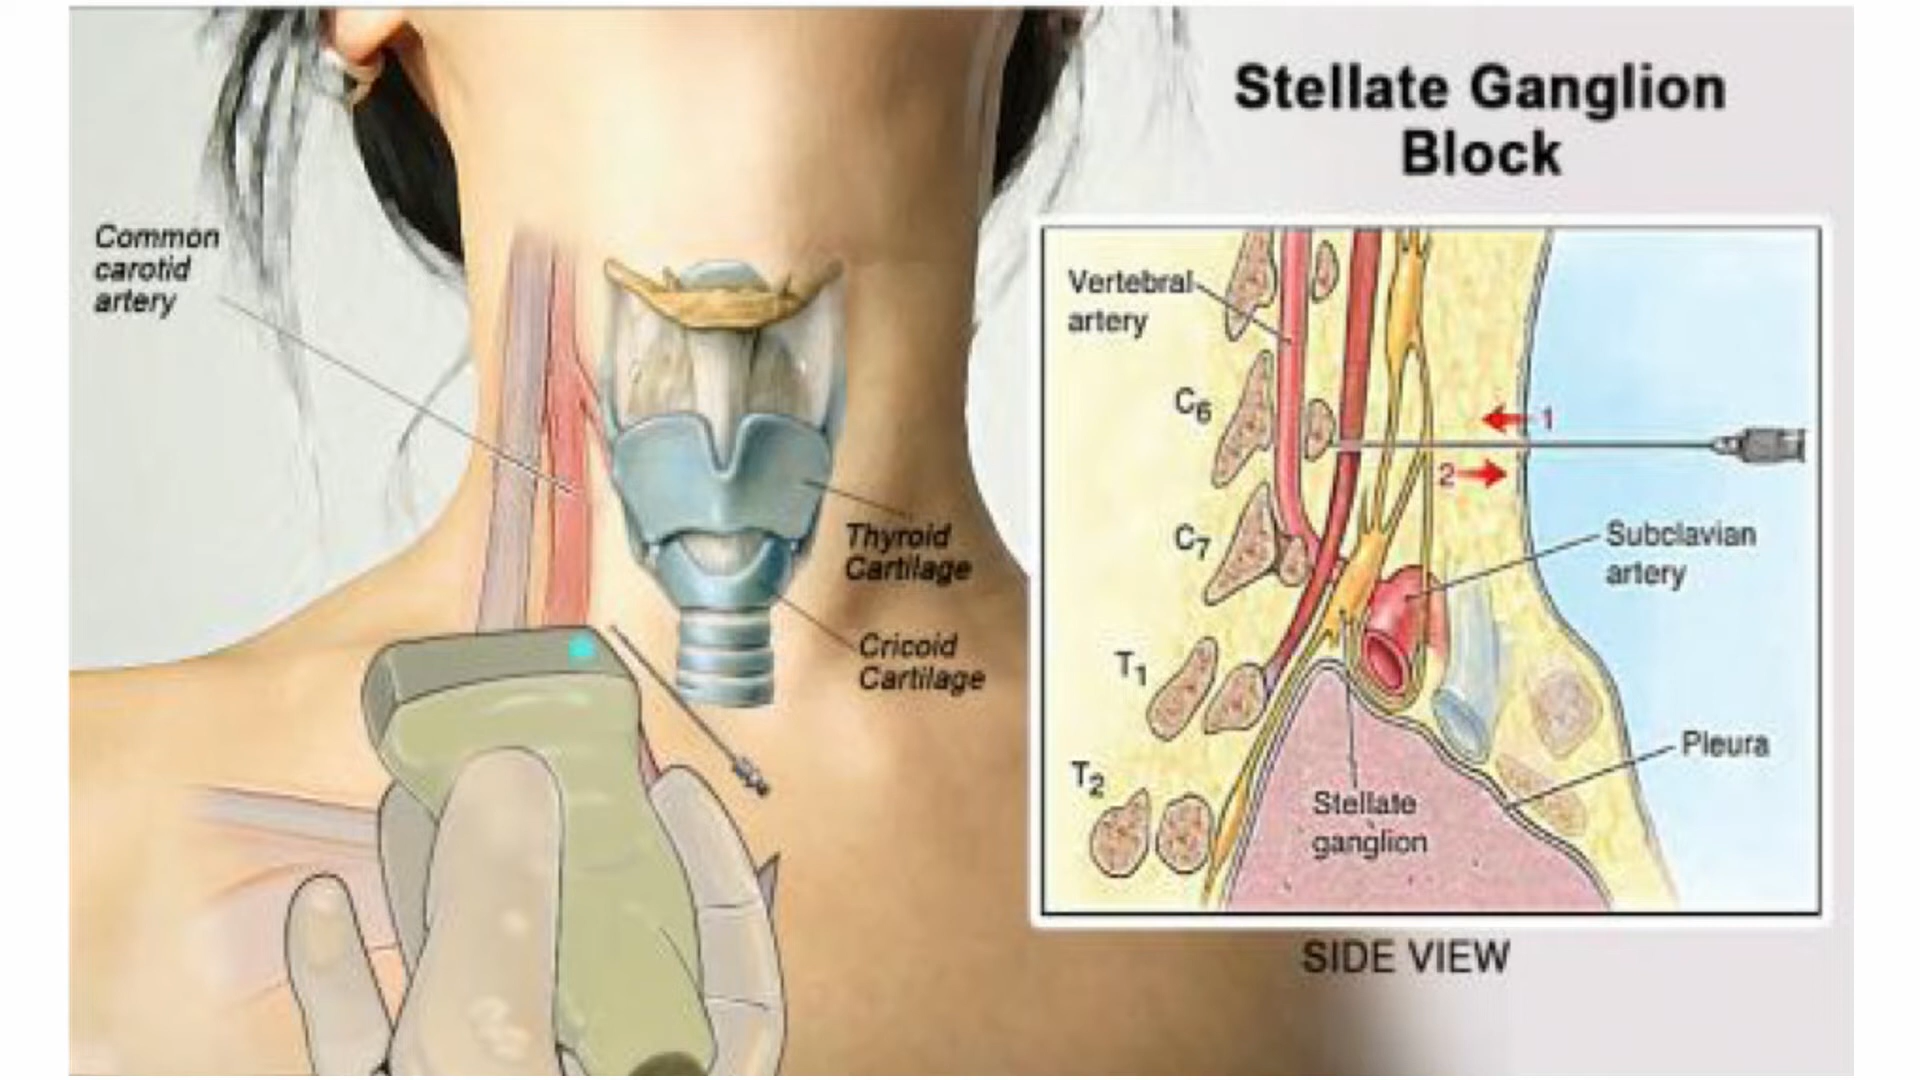 Stellate Ganglion
Block
Common
carotid
artery
Thyroid
Cartilage
Cricoid
Cartilage
Vertebral
artery
C6
1
2
C7
Subclavian
artery
T1
Pleura
T2
Stellate
ganglion
SIDE VIEW